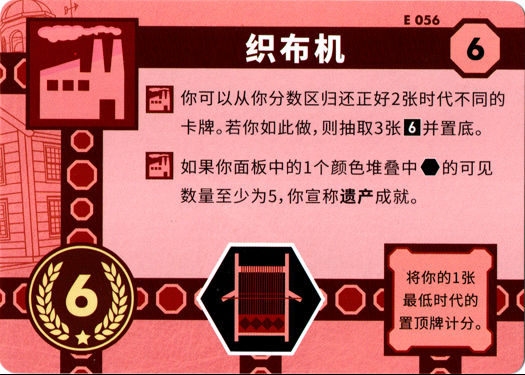 E 056
织布机
6
你可以从你分数区归还正好2张时代不同的
卡牌。若你如此做，则抽取3张6并置底。
如果你面板中的1个颜色堆叠中⬢的可见
数量至少为5，你宣称遗产成就。
6
将你的1张
最低时代的
置顶牌计分。